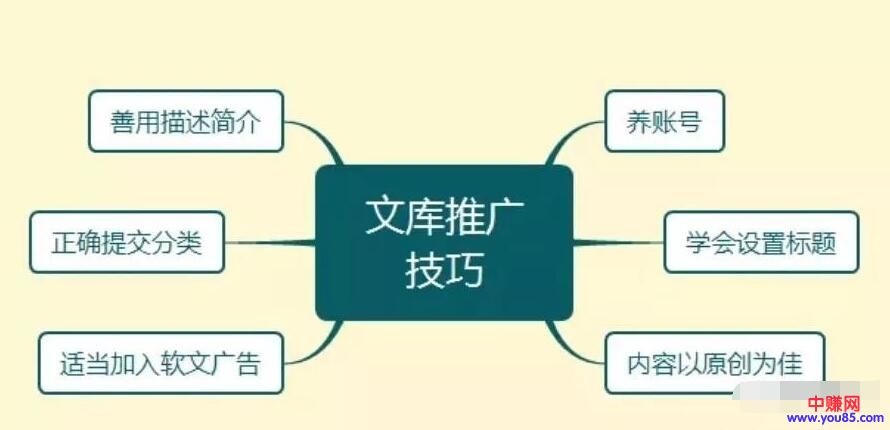 善用描述简介
养账号
文库推广
技巧
正确提交分类
学会设置标题
适当加入软文广告
内容以原创为佳
中赚网
www.you85.com